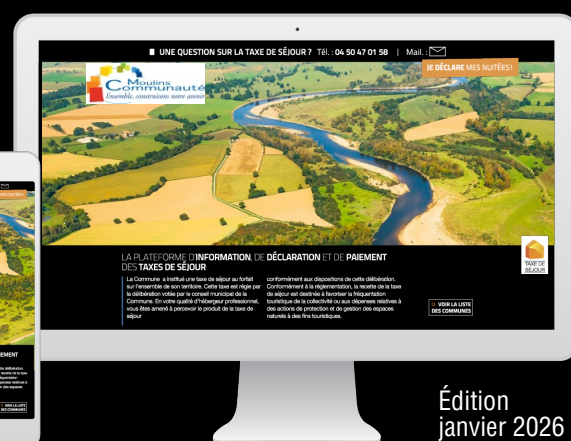 UNE QUESTION SUR LA TAXE DE SÉJOUR ? Tél. : 04 50 47 01 58 | Mail. :
JE DÉCLARE MES NUITÉES !
Moulins
Communauté
Ensemble, construisons notre avenir
LA PLATEFORME D'INFORMATION, DE DÉCLARATION ET DE PAIEMENT
DES TAXES DE SÉJOUR
La Commune a institué une taxe de séjour au forfait
sur l'ensemble de son territoire. Cette taxe est régie par
la délibération votée par le conseil municipal de la
Commune. En votre qualité d'hébergeur professionnel,
vous êtes amené à percevoir le produit de la taxe de
séjour
conformément aux dispositions de cette délibération.
Conformément à la réglementation, la recette de la taxe
de séjour est destinée à favoriser la fréquentation
touristique de la collectivité ou aux dépenses relatives à
des actions de protection et de gestion des espaces
naturels à des fins touristiques.
TAXE DE
SÉJOUR
VOIR LA LISTE
DES COMMUNES
VOIR LA LISTE
DES COMMUNES
Édition
janvier 2026